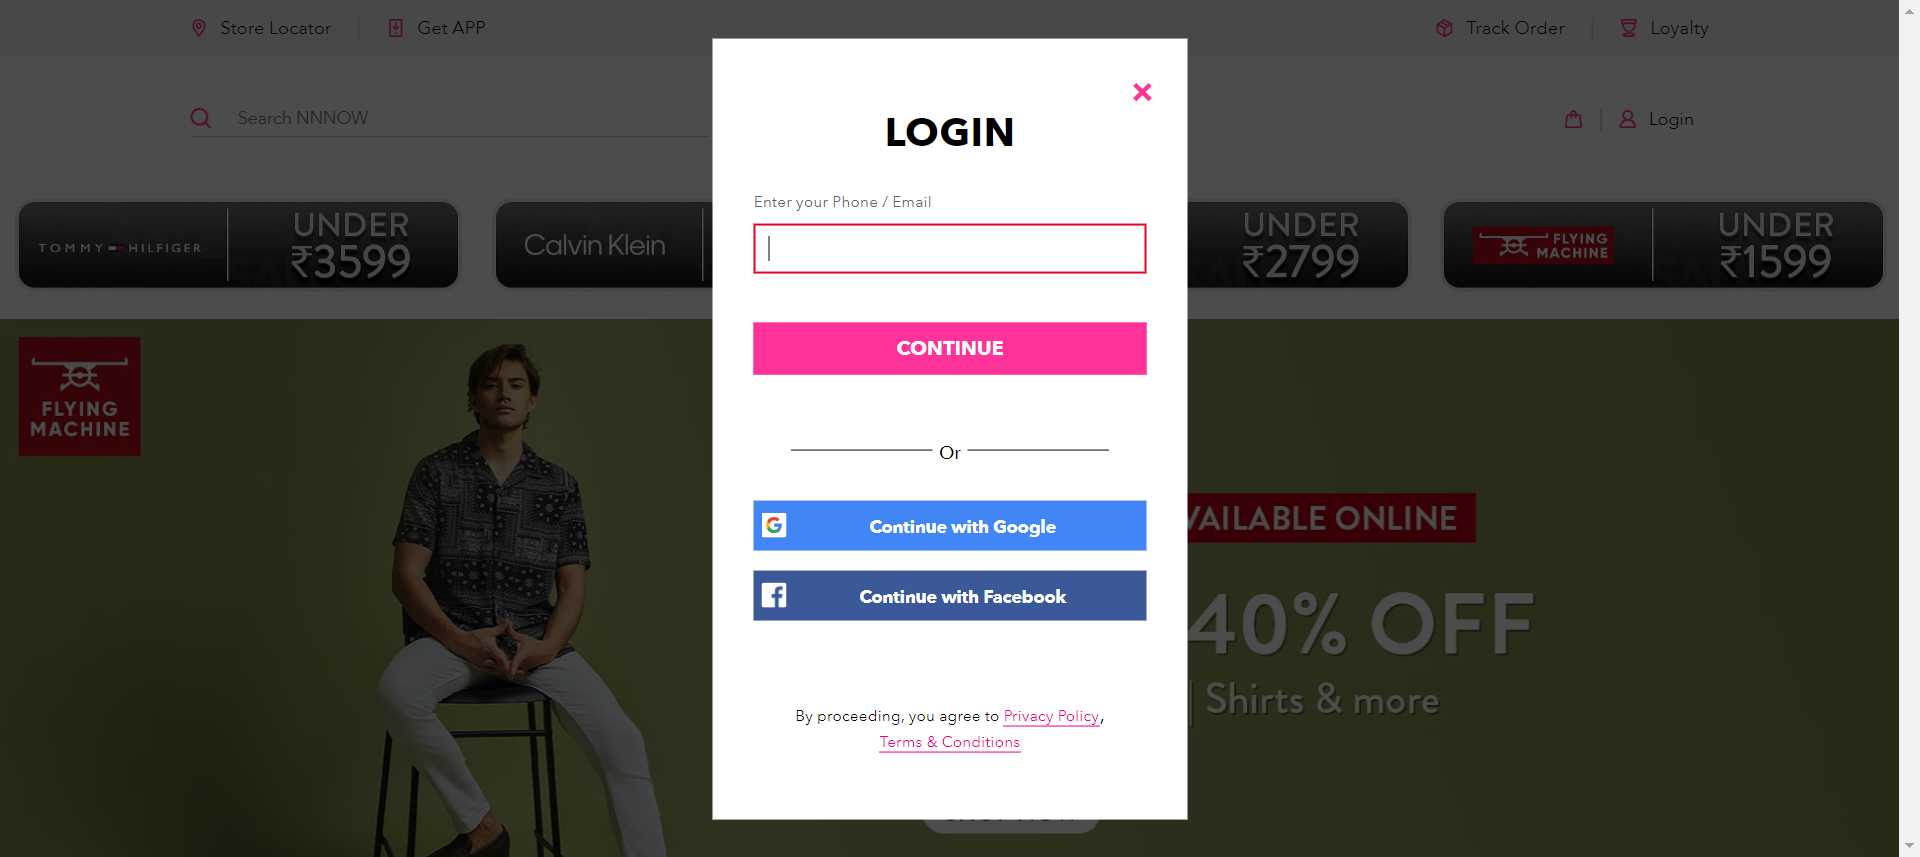 Store Locator
Get APP
Track Order
Loyalty
Search NNNOW
Login
TOMMY HILFIGER
UNDER
₹3599
Calvin Klein
UNDER
₹2799
FLYING
MACHINE
UNDER
₹1599
LOGIN
Enter your Phone / Email
CONTINUE
Or
Continue with Google
Continue with Facebook
By proceeding, you agree to Privacy Policy,
Terms & Conditions
FLYING
MACHINE
VAILABLE ONLINE
40% OFF
Shirts & more